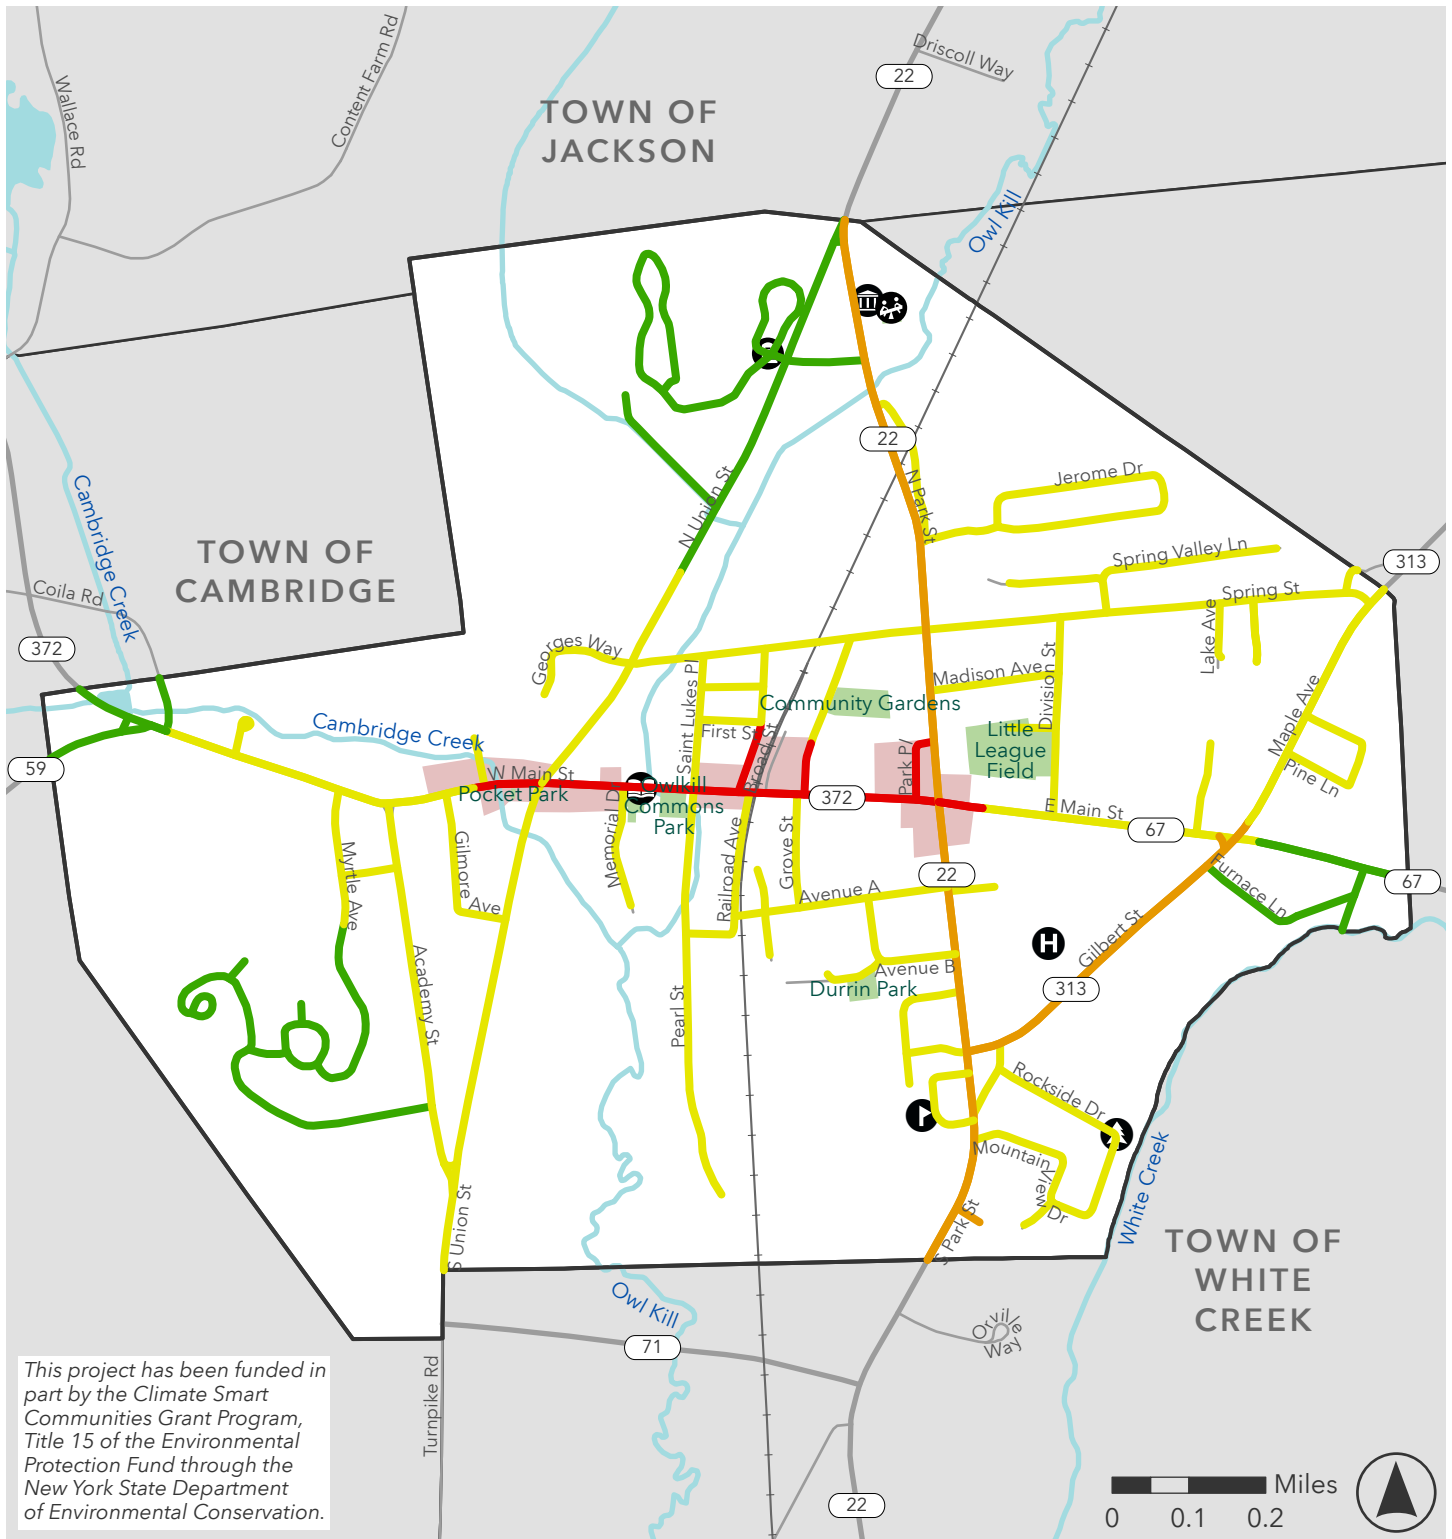 Driscoll Way
22
Wallace Rd
Content Farm Rd
TOWN OF
JACKSON
Owl Kill
22
N Park St
Jerome Dr
Cambridge Creek
N Union St
TOWN OF
CAMBRIDGE
Spring Valley Ln
313
Coila Rd
Spring St
372
Georges Way
Lake Ave
Saint Lukes Pl
Madison Ave
Division St
Community Gardens
Maple Ave
Cambridge Creek
First St
Broad St
Little
League
Field
Park Pl
59
W Main St
Pocket Park
Owlkill
Commons
Park
Pine Ln
372
E Main St
67
Memorial Dr
Myrtle Ave
Gilmore Ave
Railroad Ave
Grove St
Avenue A
22
Furnace Ln
67
H
Gilbert St
Academy St
Avenue B
Durrin Park
313
Pearl St
Rockside Dr
Mountain
View
Dr
White Creek
S Union St
S Park St
TOWN OF
WHITE
CREEK
Owl Kill
Orville
Way
71
Turnpike Rd
This project has been funded in
part by the Climate Smart
Communities Grant Program,
Title 15 of the Environmental
Protection Fund through the
New York State Department
of Environmental Conservation.
22
Miles
0 0.1 0.2